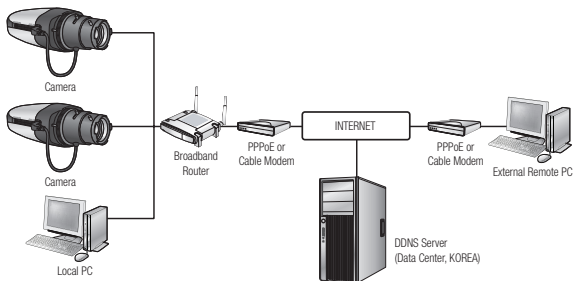 Camera
Camera
Local PC
Broadband
Router
PPPoE or
Cable Modem
INTERNET
PPPoE or
Cable Modem
External Remote PC
DDNS Server
(Data Center, KOREA)